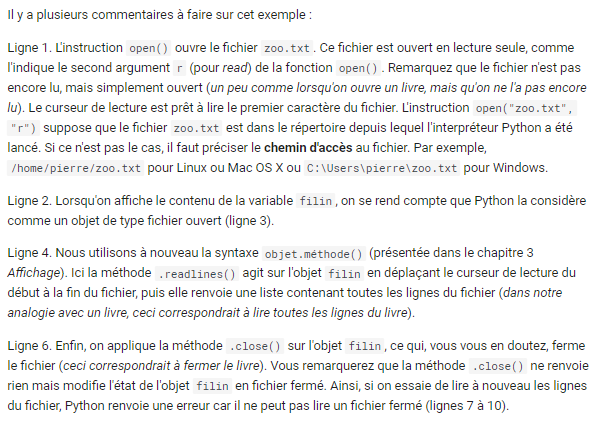 Il y a plusieurs commentaires à faire sur cet exemple :
Ligne 1. L'instruction open() ouvre le fichier zoo.txt. Ce fichier est ouvert en lecture seule, comme
l'indique le second argument r (pour read) de la fonction open(). Remarquez que le fichier n'est pas
encore lu, mais simplement ouvert (un peu comme lorsqu'on ouvre un livre, mais qu'on ne l'a pas encore
lu). Le curseur de lecture est prêt à lire le premier caractère du fichier. L'instruction open("zoo.txt",
"r") suppose que le fichier zoo.txt est dans le répertoire depuis lequel l'interpréteur Python a été
lancé. Si ce n'est pas le cas, il faut préciser le chemin d'accès au fichier. Par exemple,
/home/pierre/zoo.txt pour Linux ou Mac OS X ou C:\Users\pierre\zoo.txt pour Windows.
Ligne 2. Lorsqu'on affiche le contenu de la variable filin, on se rend compte que Python la considère
comme un objet de type fichier ouvert (ligne 3).
Ligne 4. Nous utilisons à nouveau la syntaxe objet.méthode() (présentée dans le chapitre 3
Affichage). Ici la méthode .readlines() agit sur l'objet filin en déplaçant le curseur de lecture du
début à la fin du fichier, puis elle renvoie une liste contenant toutes les lignes du fichier (dans notre
analogie avec un livre, ceci correspondrait à lire toutes les lignes du livre).
Ligne 6. Enfin, on applique la méthode .close() sur l'objet filin, ce qui, vous vous en doutez, ferme
le fichier (ceci correspondrait à fermer le livre). Vous remarquerez que la méthode .close() ne renvoie
rien mais modifie l'état de l'objet filin en fichier fermé. Ainsi, si on essaie de lire à nouveau les lignes
du fichier, Python renvoie une erreur car il ne peut pas lire un fichier fermé (lignes 7 à 10).